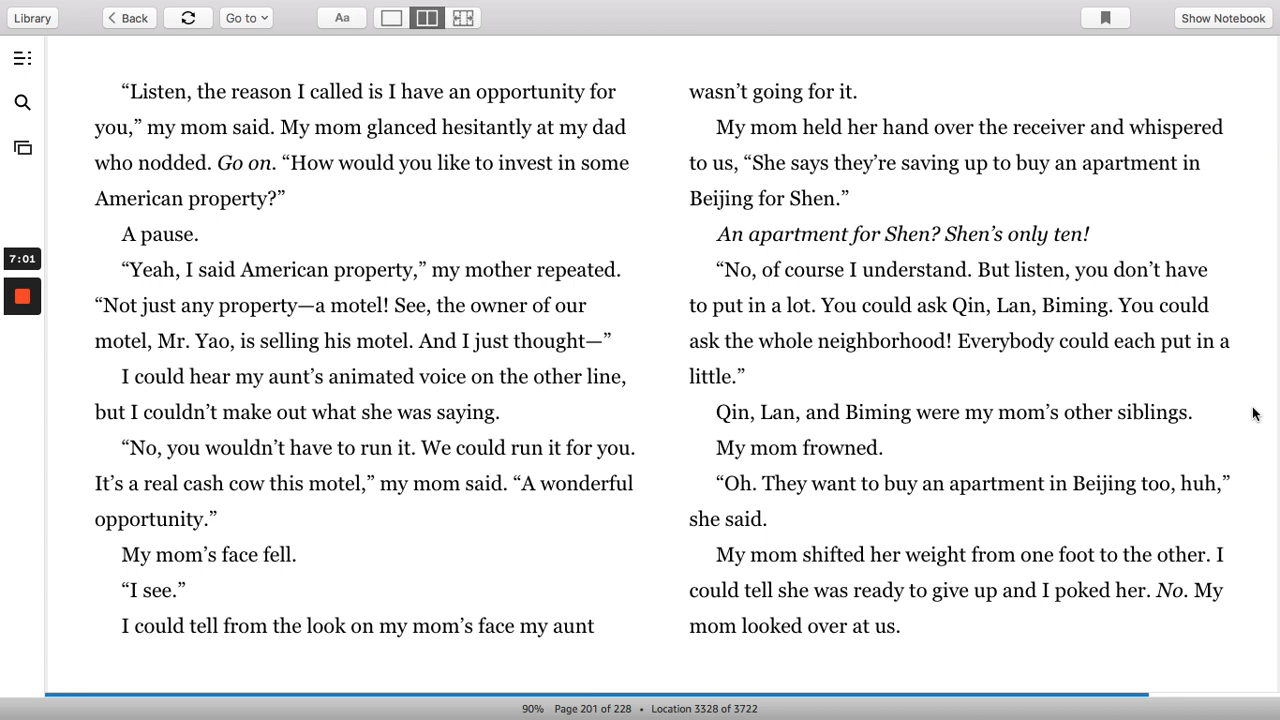 Library
Back
Go to
Aa
Show Notebook
7:01
“Listen, the reason I called is I have an opportunity for
you,” my mom said. My mom glanced hesitantly at my dad
who nodded. Go on. “How would you like to invest in some
American property?”
A pause.
“Yeah, I said American property,” my mother repeated.
“Not just any property—a motel! See, the owner of our
motel, Mr. Yao, is selling his motel. And I just thought—”
I could hear my aunt’s animated voice on the other line,
but I couldn’t make out what she was saying.
“No, you wouldn’t have to run it. We could run it for you.
It’s a real cash cow this motel,” my mom said. “A wonderful
opportunity.”
My mom’s face fell.
“I see.”
I could tell from the look on my mom’s face my aunt
wasn’t going for it.
My mom held her hand over the receiver and whispered
to us, “She says they’re saving up to buy an apartment in
Beijing for Shen.”
An apartment for Shen? Shen’s only ten!
“No, of course I understand. But listen, you don’t have
to put in a lot. You could ask Qin, Lan, Biming. You could
ask the whole neighborhood! Everybody could each put in a
little.”
Qin, Lan, and Biming were my mom’s other siblings.
My mom frowned.
“Oh. They want to buy an apartment in Beijing too, huh,”
she said.
My mom shifted her weight from one foot to the other. I
could tell she was ready to give up and I poked her. No. My
mom looked over at us.
90% Page 201 of 228 • Location 3328 of 3722